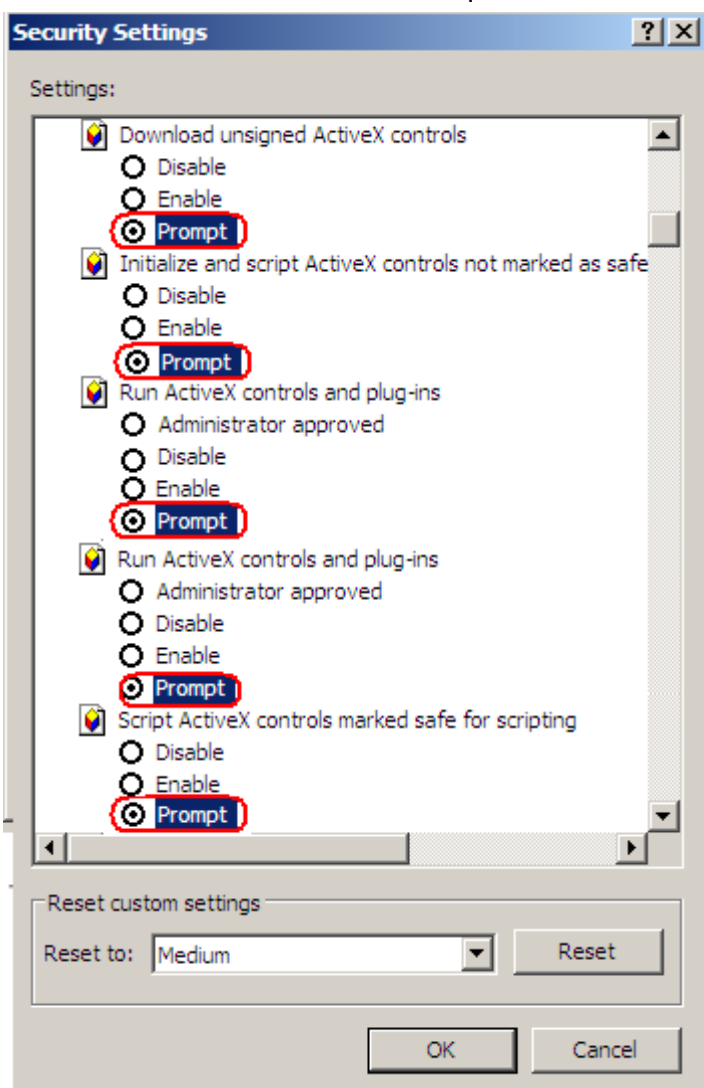 Security Settings
Settings:
Download unsigned ActiveX controls
Disable
Enable
Prompt
Initialize and script ActiveX controls not marked as safe
Disable
Enable
Prompt
Run ActiveX controls and plug-ins
Administrator approved
Disable
Enable
Prompt
Run ActiveX controls and plug-ins
Administrator approved
Disable
Enable
Prompt
Script ActiveX controls marked safe for scripting
Disable
Enable
Prompt
Reset custom settings
Reset to: Medium Reset
OK Cancel